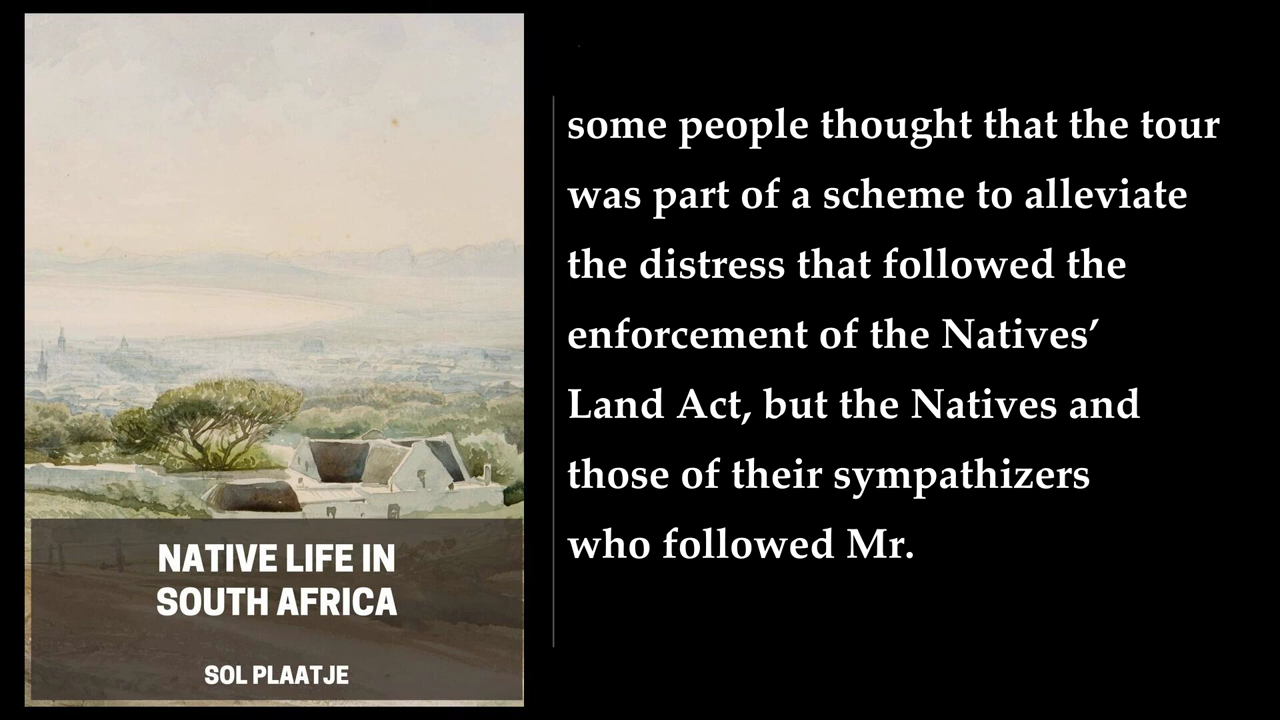 NATIVE LIFE IN
SOUTH AFRICA
SOL PLAATJE
some people thought that the tour
was part of a scheme to alleviate
the distress that followed the
enforcement of the Natives’
Land Act, but the Natives and
those of their sympathizers
who followed Mr.